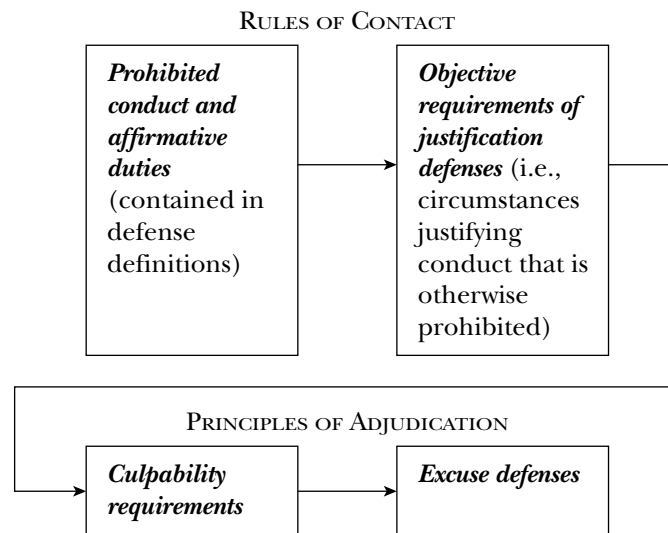 RULES OF CONTACT
Prohibited
conduct and
affirmative
duties
(contained in
defense
definitions)
Objective
requirements of
justification
defenses (i.e.,
circumstances
justifying
conduct that is
otherwise
prohibited)
PRINCIPLES OF ADJUDICATION
Culpability
requirements
Excuse defenses